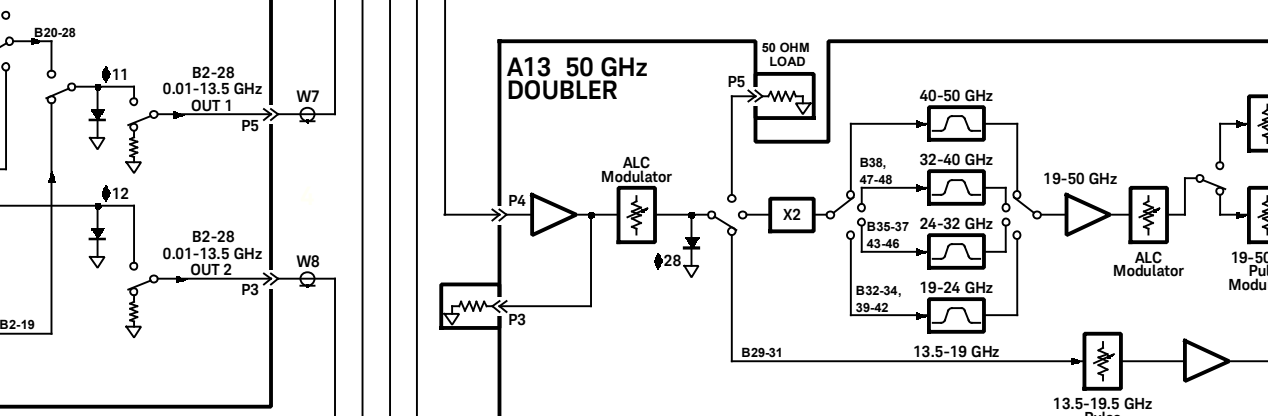 B20-28
11
B2-28
0.01-13.5 GHz
OUT 1
P5
W7
12
B2-28
0.01-13.5 GHz
OUT 2
P3
W8
B2-19
A13 50 GHz
DOUBLER
50 OHM
LOAD
P5
P4
ALC
Modulator
28
P3
X2
40-50 GHz
B38,
47-48
32-40 GHz
B35-37
43-46
24-32 GHz
B32-34,
39-42
19-24 GHz
B29-31
13.5-19 GHz
19-50 GHz
ALC
Modulator
13.5-19.5 GHz